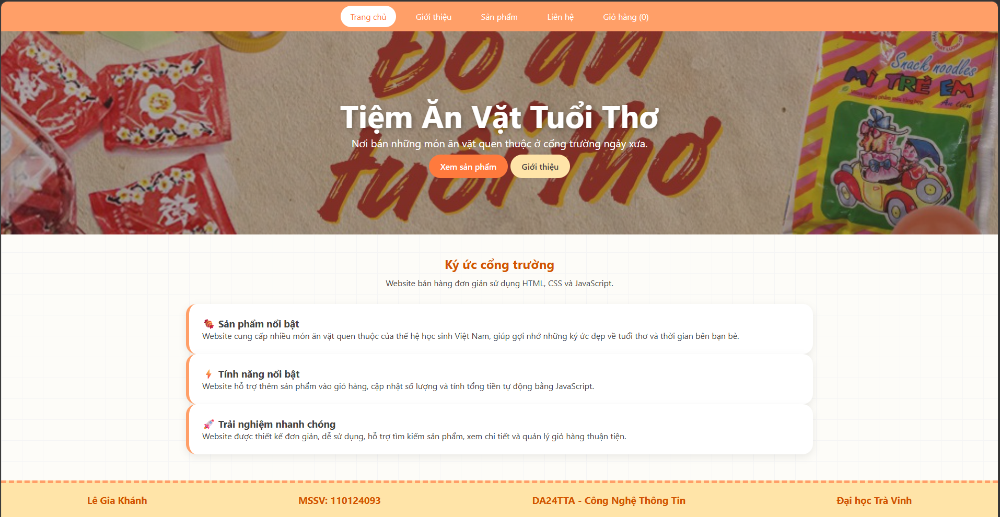 Trang chủ
Giới thiệu
Sản phẩm
Liên hệ
Giỏ hàng (0)
Đồ ăn
tuổi thơ
Snack noodles
MÌ TRẺ EM
Ăn liền
Tiệm Ăn Vặt Tuổi Thơ
Nơi bán những món ăn vặt quen thuộc ở cổng trường ngày xưa.
Xem sản phẩm
Giới thiệu
Ký ức cổng trường
Website bán hàng đơn giản sử dụng HTML, CSS và JavaScript.
Sản phẩm nổi bật
Website cung cấp nhiều món ăn vặt quen thuộc của thế hệ học sinh Việt Nam, giúp gợi nhớ những ký ức đẹp về tuổi thơ và thời gian bên bạn bè.
Tính năng nổi bật
Website hỗ trợ thêm sản phẩm vào giỏ hàng, cập nhật số lượng và tính tổng tiền tự động bằng JavaScript.
Trải nghiệm nhanh chóng
Website được thiết kế đơn giản, dễ sử dụng, hỗ trợ tìm kiếm sản phẩm, xem chi tiết và quản lý giỏ hàng thuận tiện.
Lê Gia Khánh
MSSV: 110124093
DA24TTA - Công Nghệ Thông Tin
Đại học Trà Vinh